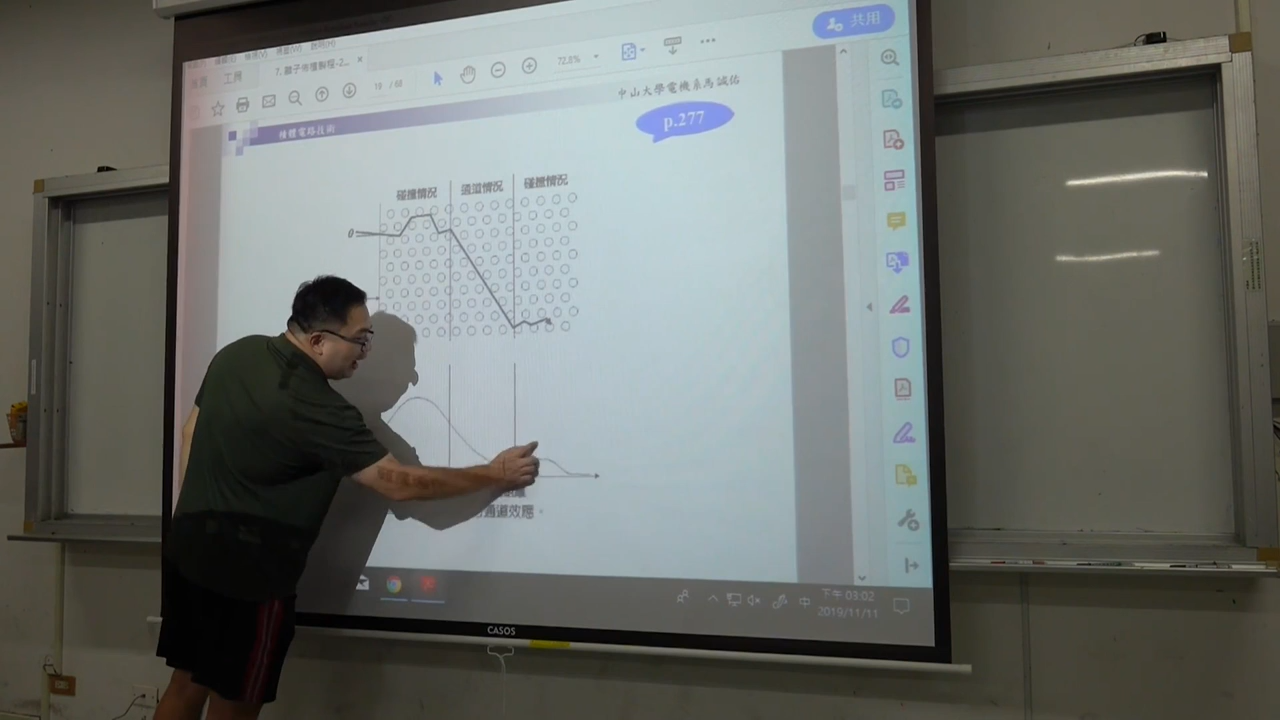 共用
工具
7. 離子佈植製程-2...
×
19 / 60
72.8%
中山大學電機系馬誠佑
p.277
積體電路技術
碰撞情況
通道情況
碰撞情況
通道效應。
中
下午 03:02
2019/11/11
CASOS